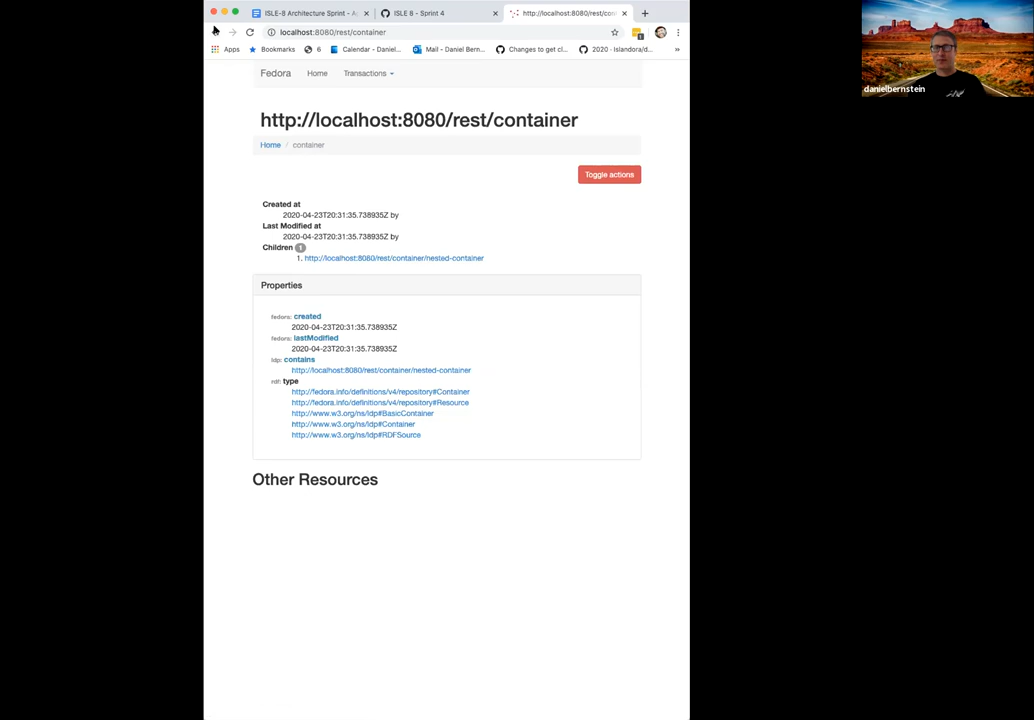 ISLE-8 Architecture Sprint - A
ISLE 8 - Sprint 4
http://localhost:8080/rest/con
localhost:8080/rest/container
Apps
Bookmarks
6
Calendar - Daniel...
Mail - Daniel Bern...
Changes to get cl...
2020 · Islandora/d...
»
Fedora
Home
Transactions
http://localhost:8080/rest/container
Home / container
Toggle actions
Created at
2020-04-23T20:31:35.738935Z by
Last Modified at
2020-04-23T20:31:35.738935Z by
Children 1
1. http://localhost:8080/rest/container/nested-container
Properties
fedora: created
2020-04-23T20:31:35.738935Z
fedora: lastModified
2020-04-23T20:31:35.738935Z
ldp: contains
http://localhost:8080/rest/container/nested-container
rdf: type
http://fedora.info/definitions/v4/repository#Container
http://fedora.info/definitions/v4/repository#Resource
http://www.w3.org/ns/ldp#BasicContainer
http://www.w3.org/ns/ldp#Container
http://www.w3.org/ns/ldp#RDFSource
Other Resources
danielbernstein